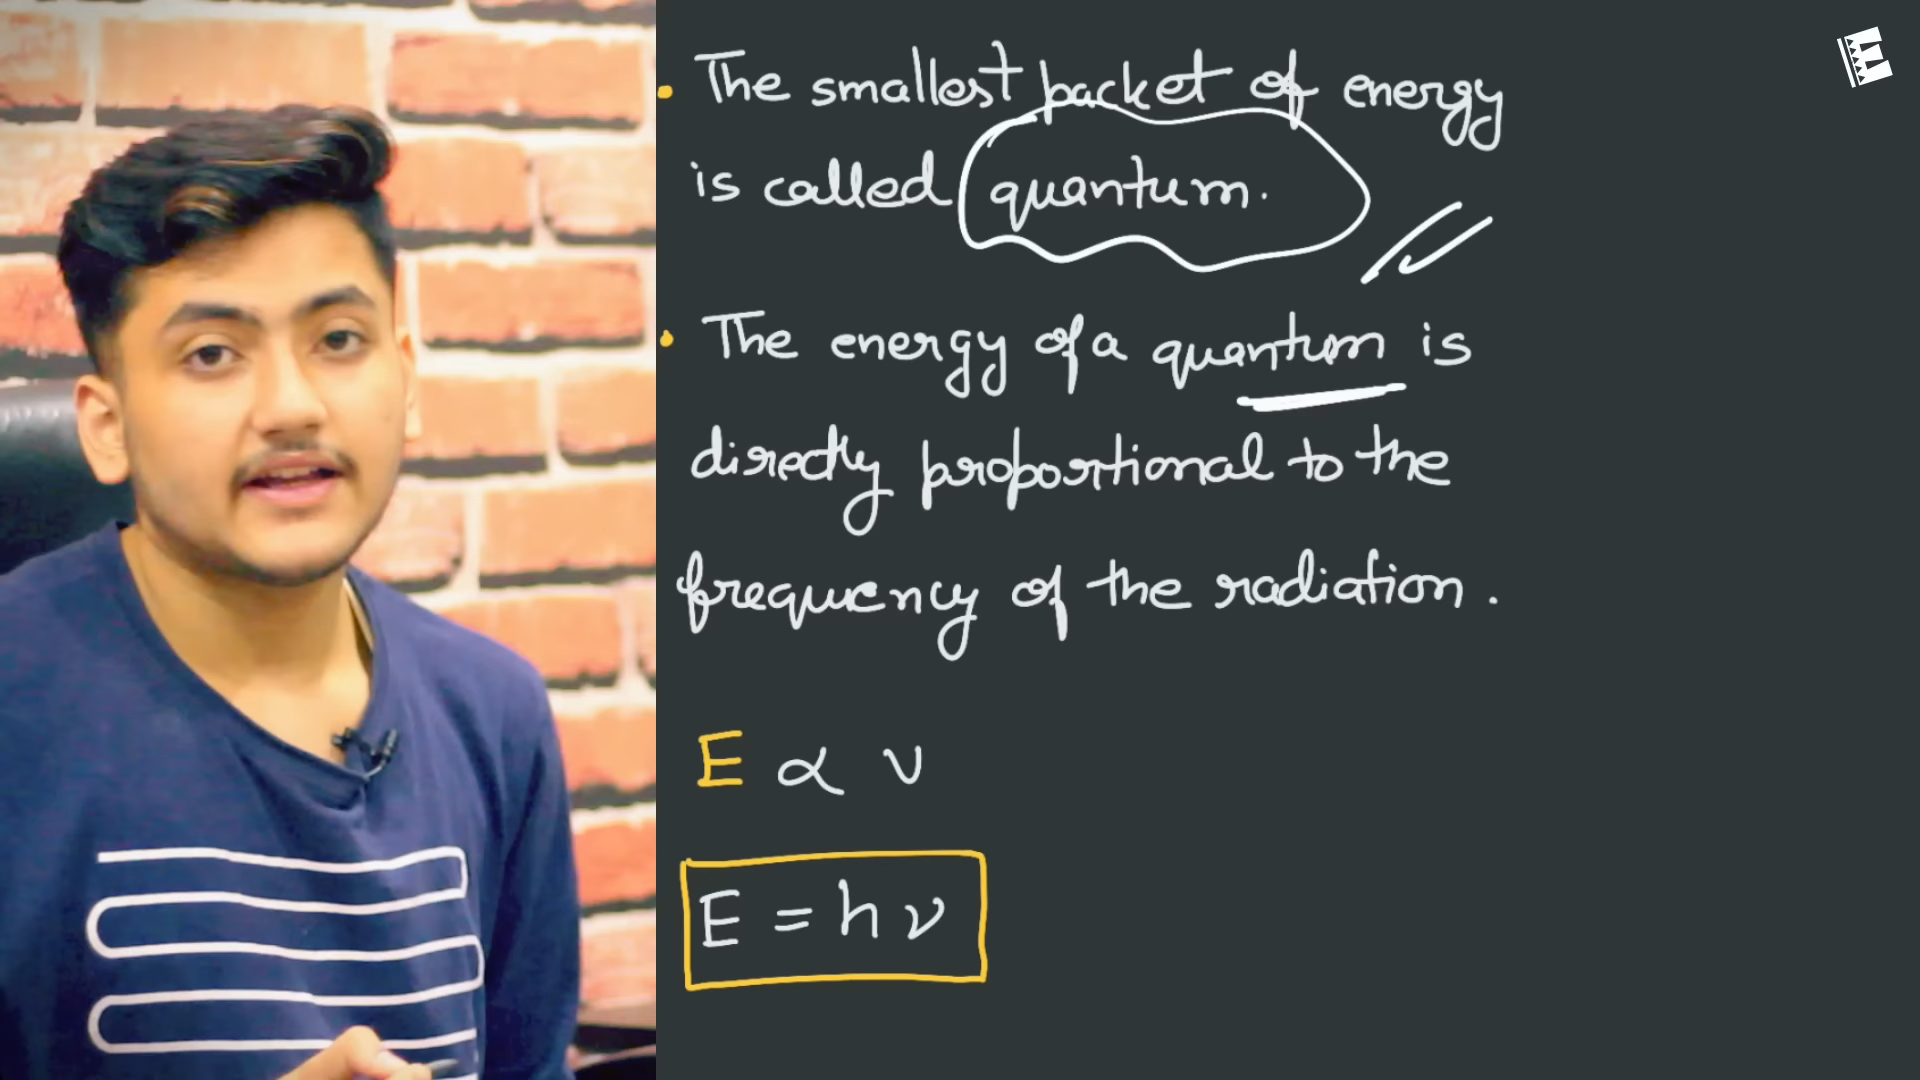 • The smallest packet of energy
is called quantum.
• The energy of a quantum is
directly proportional to the
frequency of the radiation.
E ∝ ν
E = hν
E